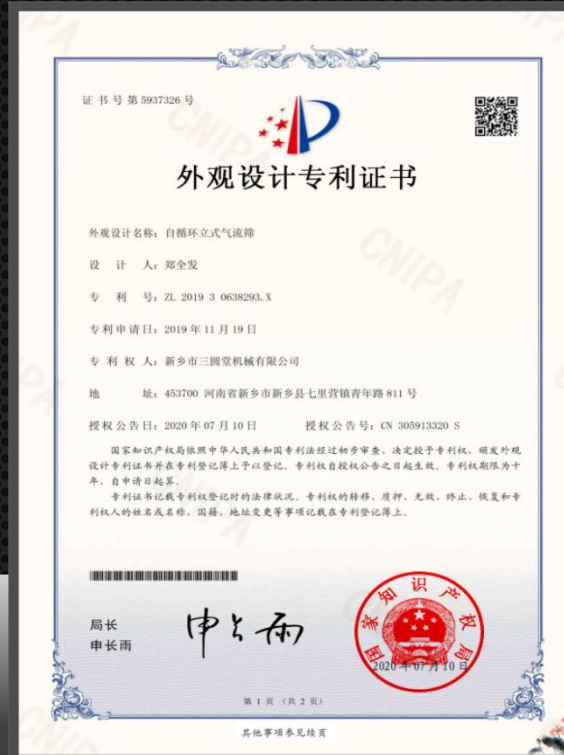 证书号第5937326号
外观设计专利证书
外观设计名称：自循环立式气流筛
设 计 人：郑全发
专 利 号：ZL 2019 3 0638293.X
专利申请日：2019年11月19日
专 利 权 人：新乡市三圆堂机械有限公司
地 址：453700 河南省新乡市新乡县七里营镇青年路811号
授权公告日：2020年07月10日 授权公告号：CN 305913320 S
国家知识产权局依照中华人民共和国专利法经过初步审查，决定授予专利权，颁发外观
设计专利证书并在专利登记簿上予以登记。专利权自授权公告之日起生效。专利权期限为十
年，自申请日起算。
专利证书记载专利权登记时的法律状况。专利权的转移、质押、无效、终止、恢复和专
利权人的姓名或名称、国籍、地址变更等事项记载在专利登记簿上。
局长
申长雨
申长雨
国家知识产权局
2020年07月10日
第 1 页 （共 2 页）
其他事项参见续页
CNIPA
CNIPA